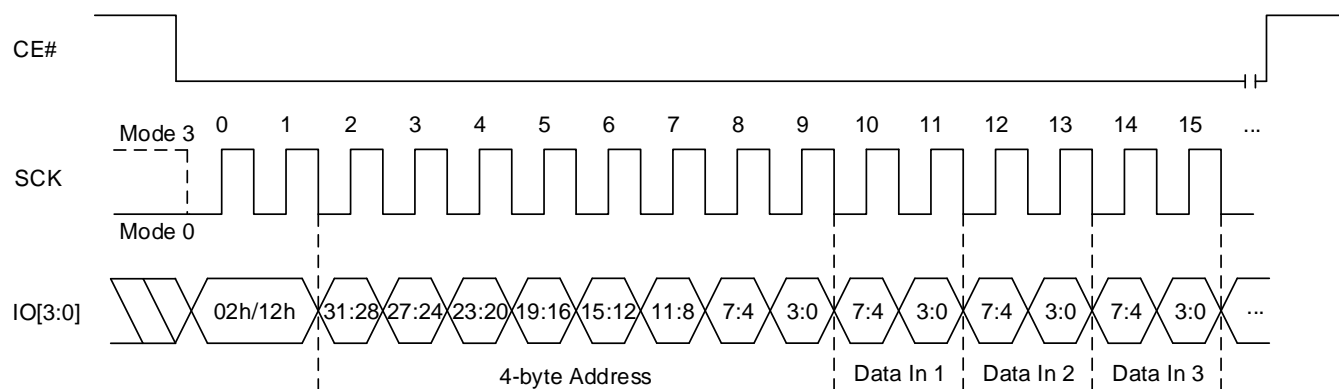 CE#
0 1 2 3 4 5 6 7 8 9 10 11 12 13 14 15 ...
Mode 3
SCK
Mode 0
IO[3:0] 02h/12h 31:28 27:24 23:20 19:16 15:12 11:8 7:4 3:0 7:4 3:0 7:4 3:0 7:4 3:0 ...
4-byte Address Data In 1 Data In 2 Data In 3